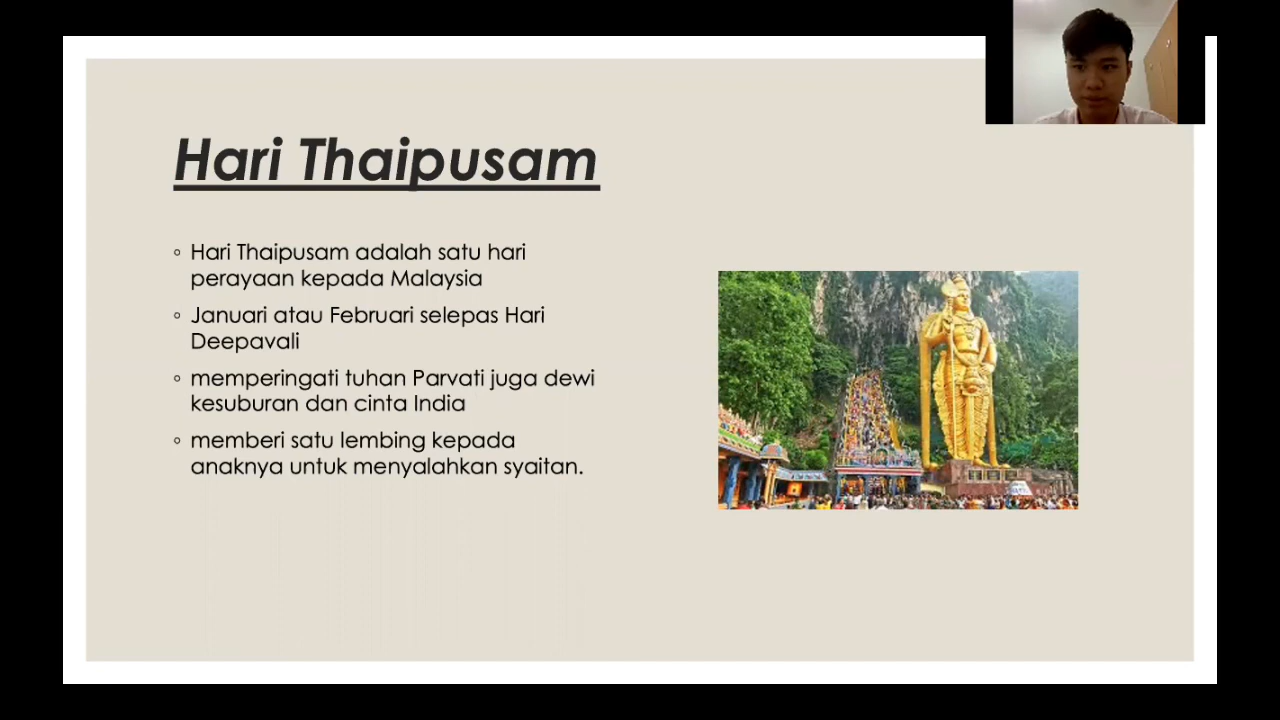 Hari Thaipusam
◦ Hari Thaipusam adalah satu hari
perayaan kepada Malaysia
◦ Januari atau Februari selepas Hari
Deepavali
◦ memperingati tuhan Parvati juga dewi
kesuburan dan cinta India
◦ memberi satu lembing kepada
anaknya untuk menyalahkan syaitan.